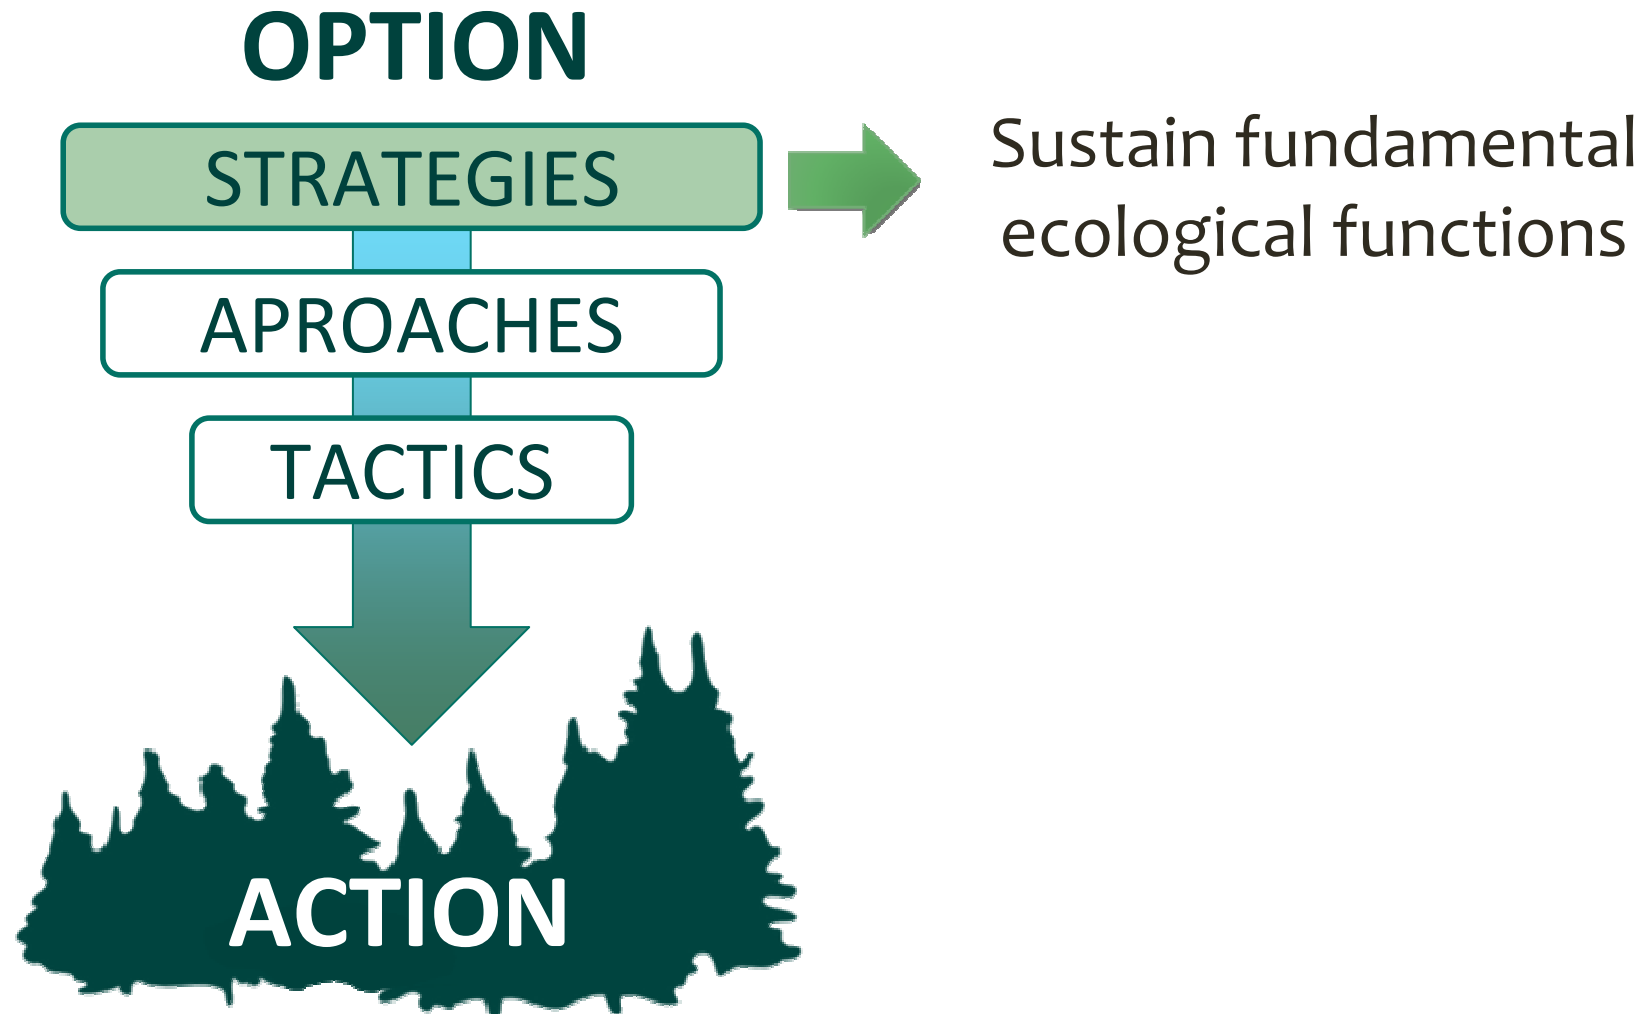 OPTION
STRATEGIES
Sustain fundamental
ecological functions
APROACHES
TACTICS
ACTION